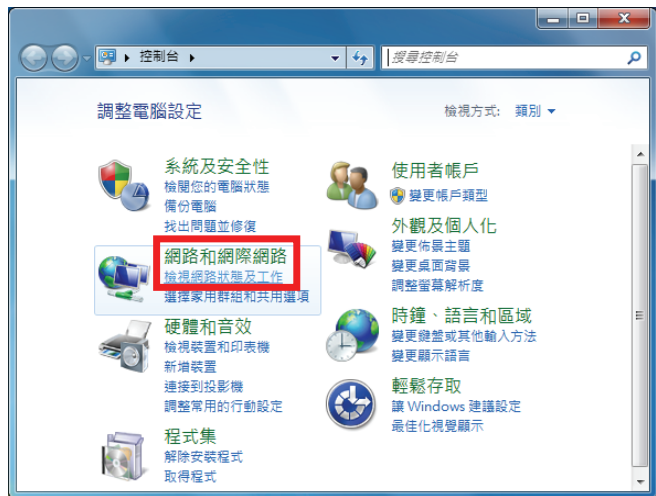 控制台
搜尋控制台
調整電腦設定
檢視方式: 類別
系統及安全性
檢閱您的電腦狀態
備份電腦
找出問題並修復
網路和網際網路
檢視網路狀態及工作
選擇家用群組和共用選項
硬體和音效
檢視裝置和印表機
新增裝置
連接到投影機
調整常用的行動設定
程式集
解除安裝程式
取得程式
使用者帳戶
變更帳戶類型
外觀及個人化
變更佈景主題
變更桌面背景
調整螢幕解析度
時鐘、語言和區域
變更鍵盤或其他輸入方法
變更顯示語言
輕鬆存取
讓 Windows 建議設定
最佳化視覺顯示